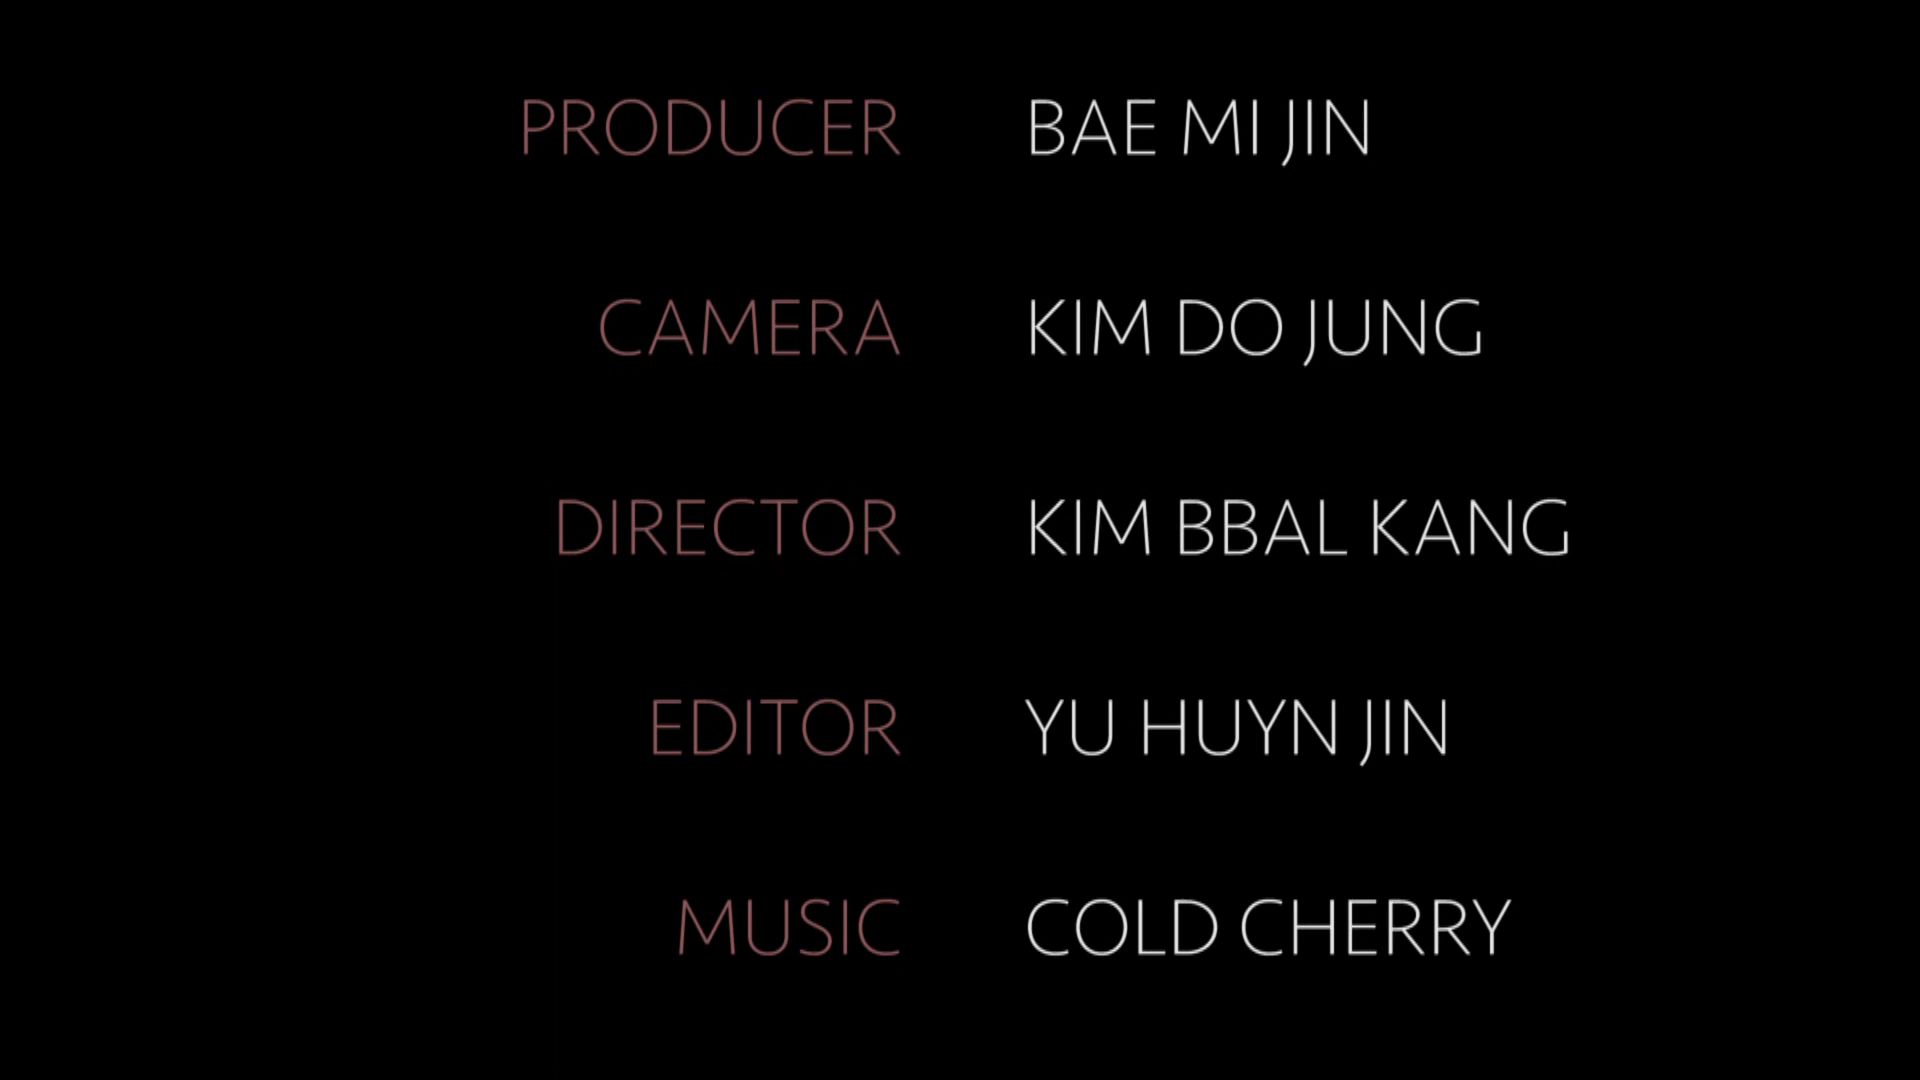 PRODUCER BAE MI JIN
CAMERA KIM DO JUNG
DIRECTOR KIM BBAL KANG
EDITOR YU HUYN JIN
MUSIC COLD CHERRY